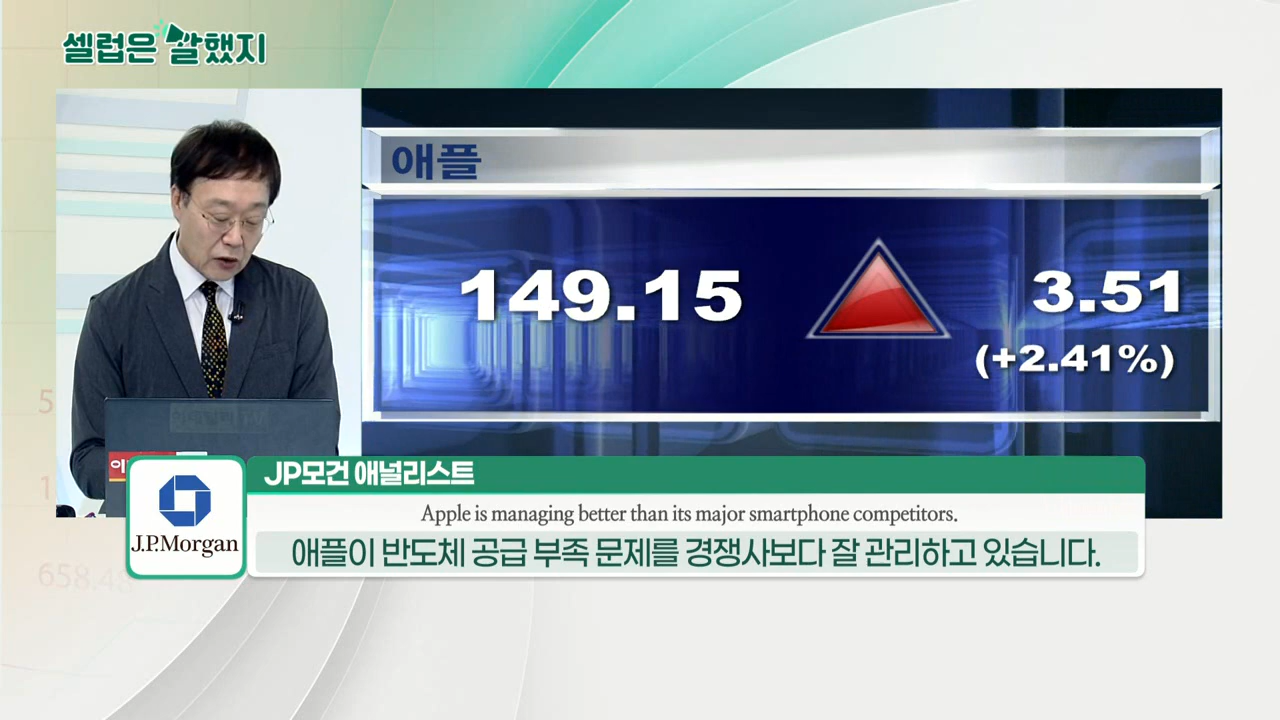 셀럽은 말했지
애플
149.15
3.51
(+2.41%)
JP모건 애널리스트
Apple is managing better than its major smartphone competitors.
애플이 반도체 공급 부족 문제를 경쟁사보다 잘 관리하고 있습니다.
J.P.Morgan
658.48